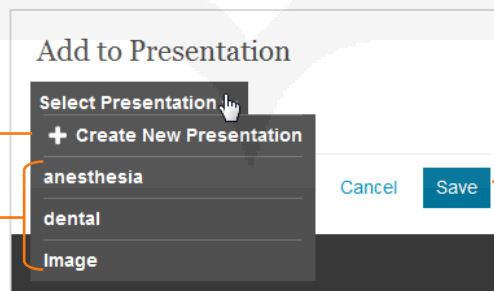 Add to Presentation
Select Presentation
Create New Presentation
anesthesia
dental
Image
Cancel Save